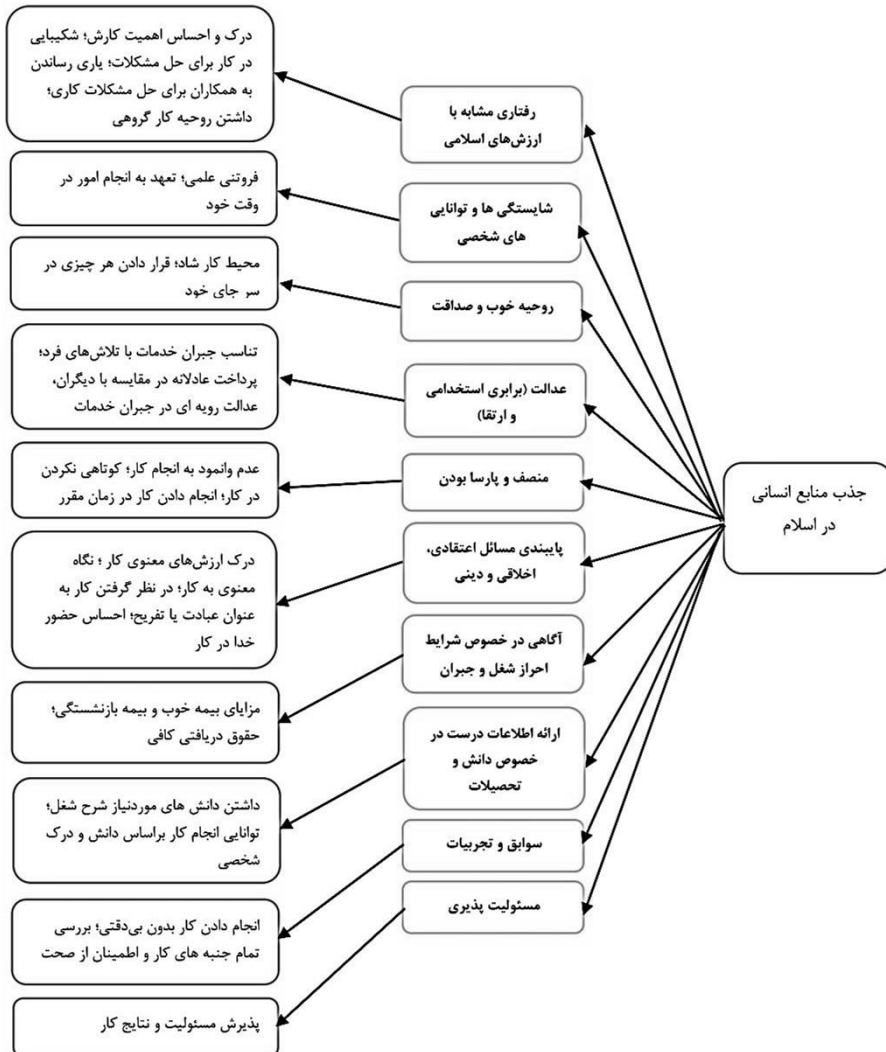 جذب منابع انسانی
در اسلام
رفتاری مشابه با
ارزش‌های اسلامی
درک و احساس اهمیت کارش؛ شکیبایی
در کار برای حل مشکلات؛ یاری رساندن
به همکاران برای حل مشکلات کاری؛
داشتن روحیه کار گروهی
شایستگی ها و توانایی
های شخصی
فروتنی علمی؛ تعهد به انجام امور در
وقت خود
روحیه خوب و صداقت
محیط کار شاد؛ قرار دادن هر چیزی در
سر جای خود
عدالت (برابری استخدامی
و ارتقا)
تناسب جبران خدمات با تلاش‌های فرد؛
پرداخت عادلانه در مقایسه با دیگران،
عدالت رویه ای در جبران خدمات
منصف و پارسا بودن
عدم وانمود به انجام کار؛ کوتاهی نکردن
در کار؛ انجام دادن کار در زمان مقرر
پایبندی مسائل اعتقادی،
اخلاقی و دینی
درک ارزش‌های معنوی کار ؛ نگاه
معنوی به کار؛ در نظر گرفتن کار به
عنوان عبادت یا تفریح؛ احساس حضور
خدا در کار
آگاهی در خصوص شرایط
احراز شغل و جبران
مزایای بیمه خوب و بیمه بازنشستگی؛
حقوق دریافتی کافی
ارائه اطلاعات درست در
خصوص دانش و
تحصیلات
داشتن دانش های موردنیاز شرح شغل؛
توانایی انجام کار براساس دانش و درک
شخصی
سوابق و تجربیات
انجام دادن کار بدون بی‌دقتی؛ بررسی
تمام جنبه های کار و اطمینان از صحت
مسئولیت پذیری
پذیرش مسئولیت و نتایج کار